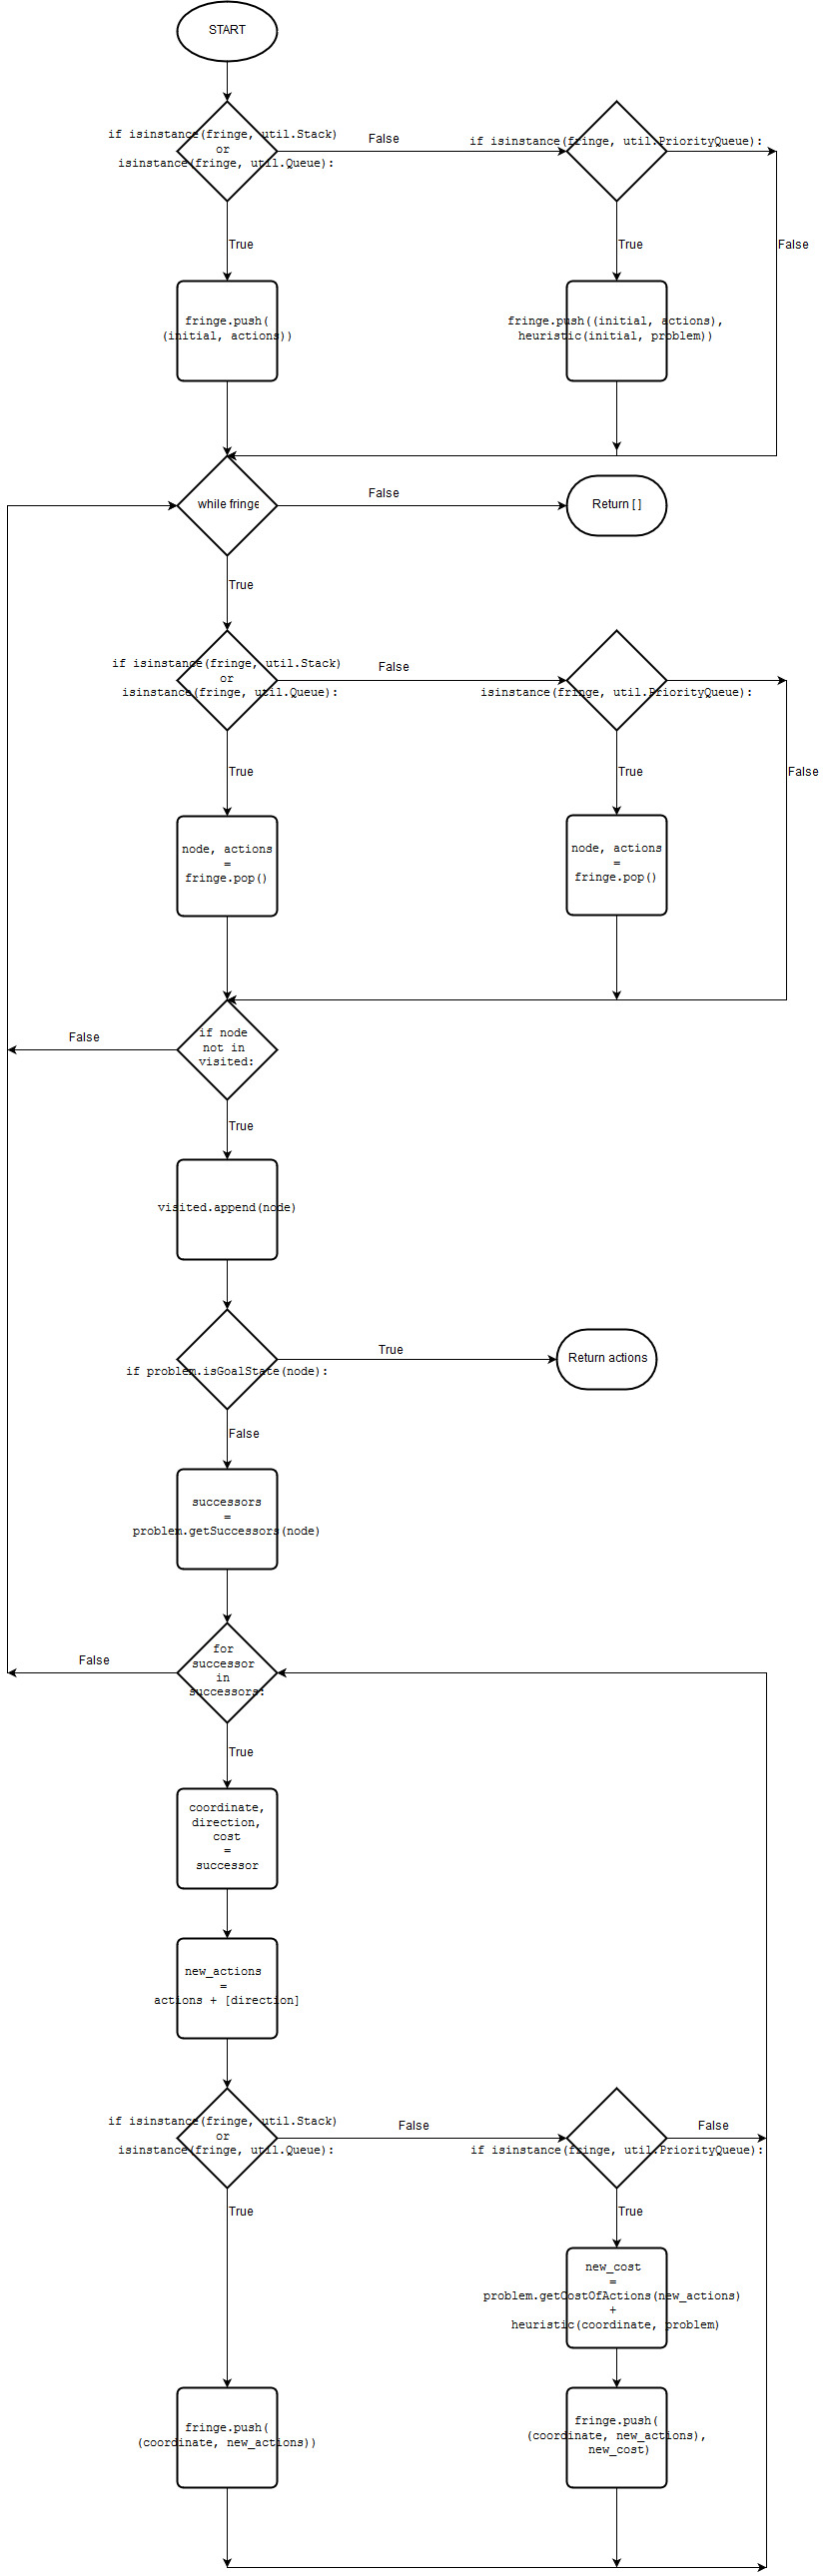 START
if isinstance(fringe, util.Stack)
or
isinstance(fringe, util.Queue):
False
if isinstance(fringe, util.PriorityQueue):
True
True
False
fringe.push(
(initial, actions))
fringe.push((initial, actions),
heuristic(initial, problem))
while fringe
False
Return [ ]
True
if isinstance(fringe, util.Stack)
or
isinstance(fringe, util.Queue):
False
isinstance(fringe, util.PriorityQueue):
True
True
False
node, actions
=
fringe.pop()
node, actions
=
fringe.pop()
if node
not in
visited:
False
True
visited.append(node)
if problem.isGoalState(node):
True
Return actions
False
successors
=
problem.getSuccessors(node)
for
successor
in
successors:
False
True
coordinate,
direction,
cost
=
successor
new_actions
=
actions + [direction]
if isinstance(fringe, util.Stack)
or
isinstance(fringe, util.Queue):
False
if isinstance(fringe, util.PriorityQueue):
False
True
True
new_cost
=
problem.getCostOfActions(new_actions)
+
heuristic(coordinate, problem)
fringe.push(
(coordinate, new_actions))
fringe.push(
(coordinate, new_actions),
new_cost)